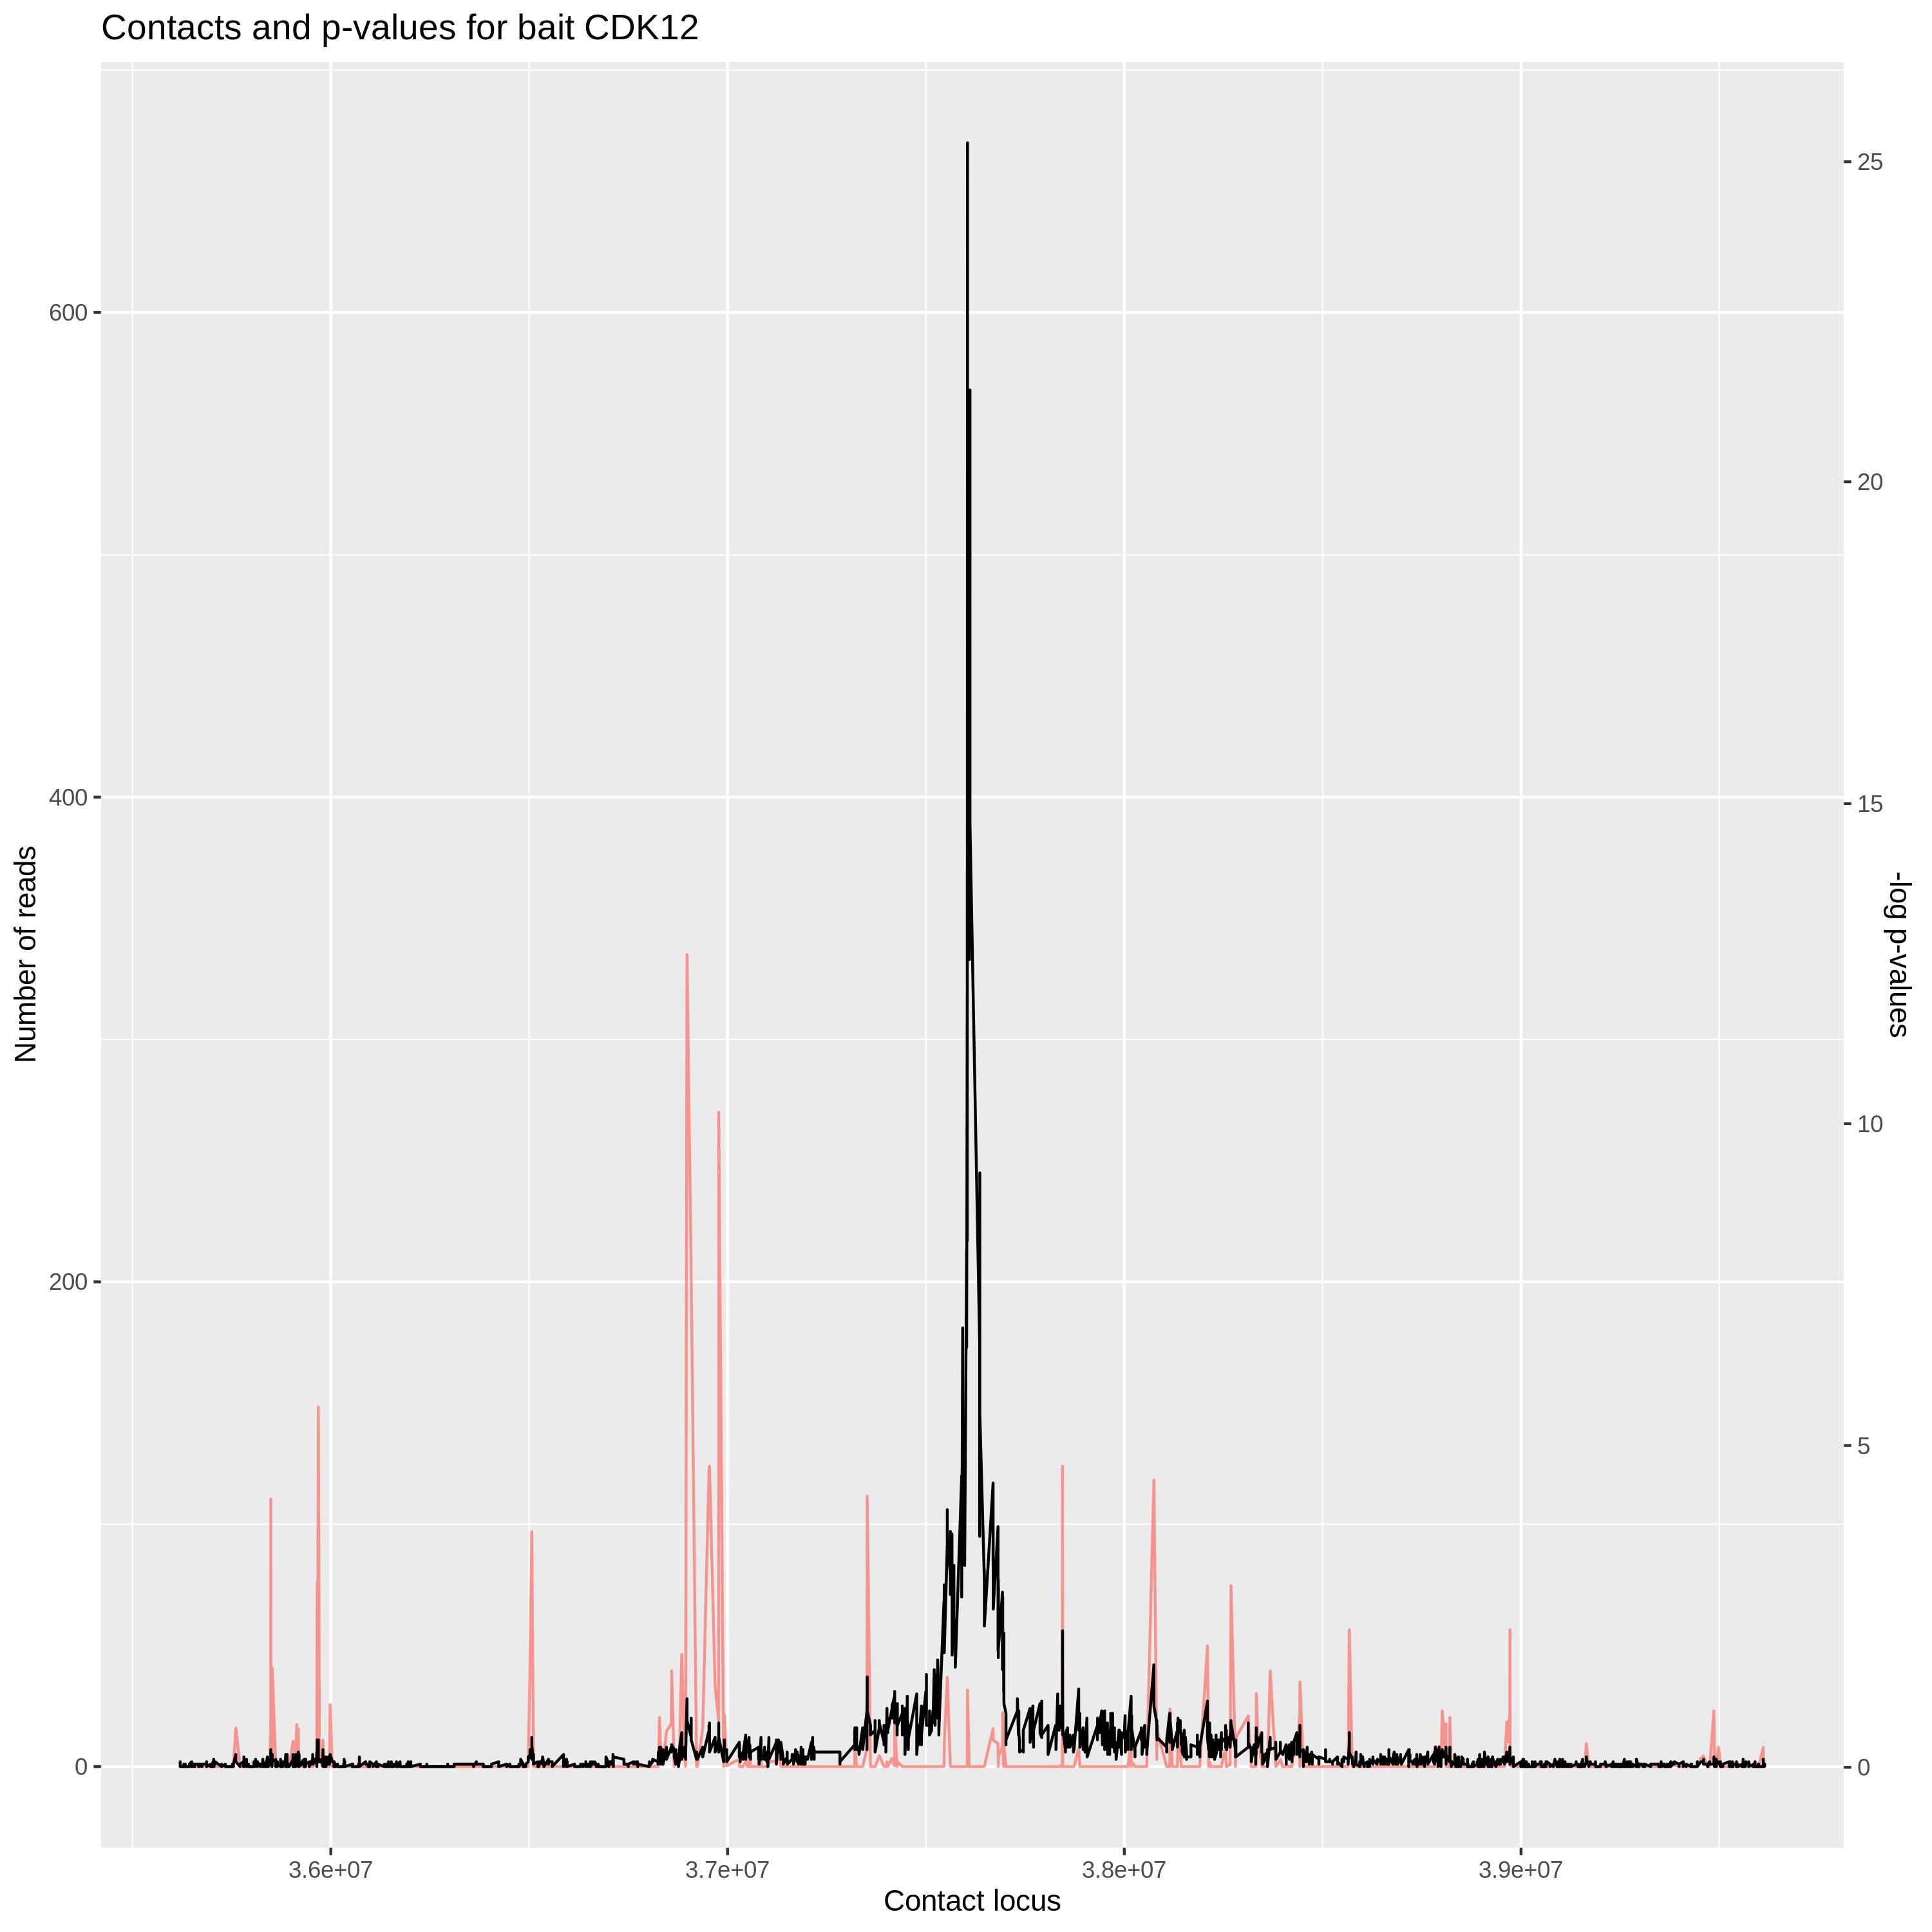 Contacts and p-values for bait CDK12
Number of reads
600
400
200
0
25
20
15
10
5
0
-log p-values
3.6e+07 3.7e+07 3.8e+07 3.9e+07
Contact locus